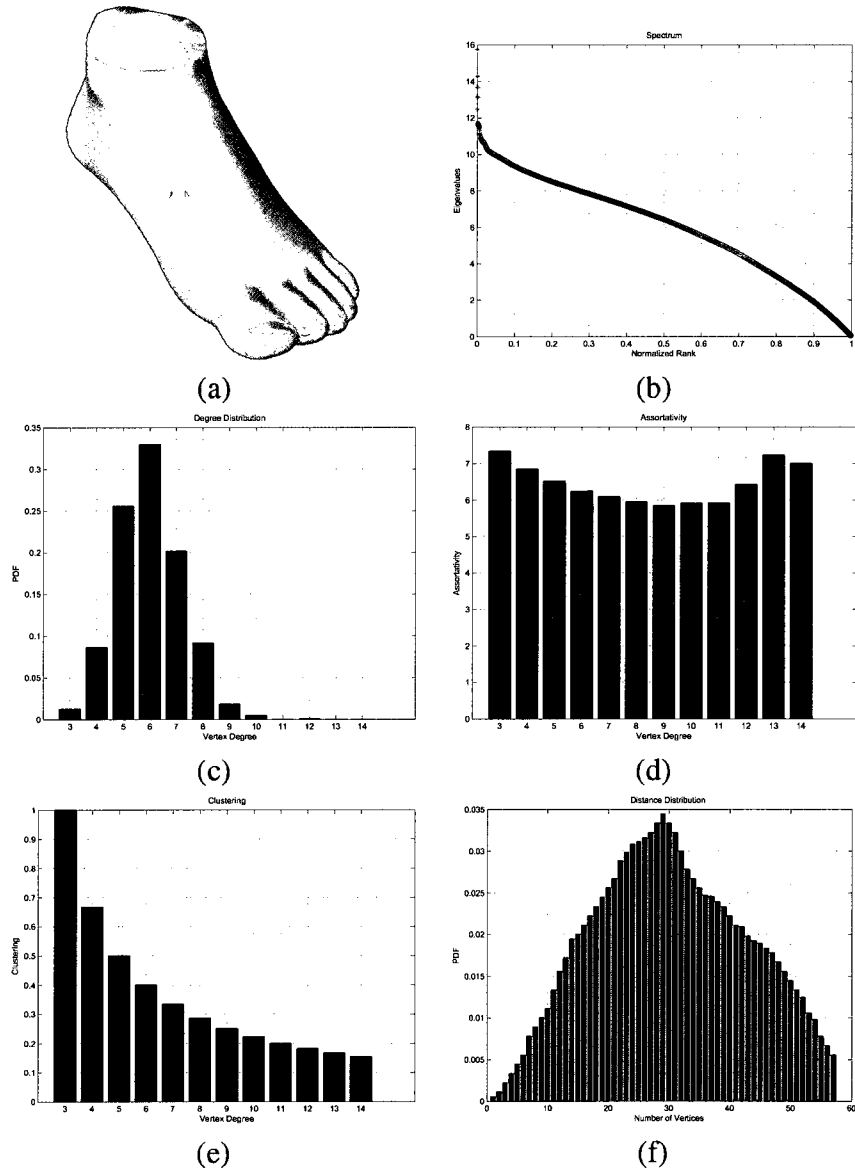 Spectrum
16
14
12
10
8
6
4
2
0
Eigenvalues
0 0.1 0.2 0.3 0.4 0.5 0.6 0.7 0.8 0.9 1
Normalized Rank
(a)
(b)
Degree Distribution
0.35
0.3
0.25
0.2
0.15
0.1
0.05
0
PDF
3 4 5 6 7 8 9 10 11 12 13 14
Vertex Degree
Assortativity
8
7
6
5
4
3
2
1
0
Assortativity
3 4 5 6 7 8 9 10 11 12 13 14
Vertex Degree
(c)
(d)
Clustering
1
0.9
0.8
0.7
0.6
0.5
0.4
0.3
0.2
0.1
0
Clustering
3 4 5 6 7 8 9 10 11 12 13 14
Vertex Degree
Distance Distribution
0.035
0.03
0.025
0.02
0.015
0.01
0.005
0
PDF
0 10 20 30 40 50 60
Number of Vertices
(e)
(f)